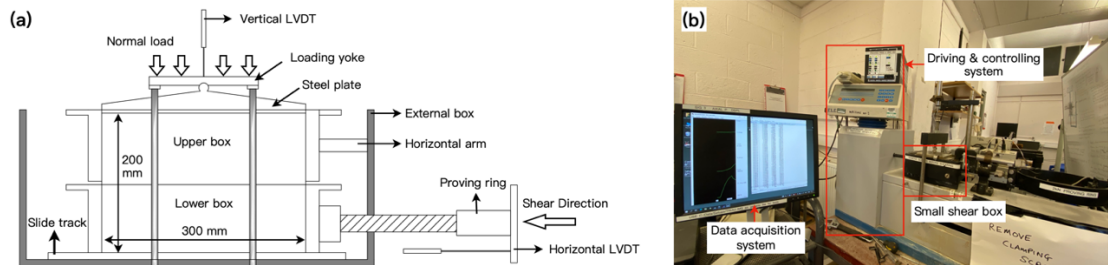 (a)
Vertical LVDT
Normal load
Loading yoke
Steel plate
External box
Upper box
Horizontal arm
200
mm
Proving
ring
Shear Direction
Lower box
Slide track
300 mm
Horizontal LVDT
(b)
Driving & controlling
system
Small shear box
Data acquisition
system
REMOVE
CLAMPING